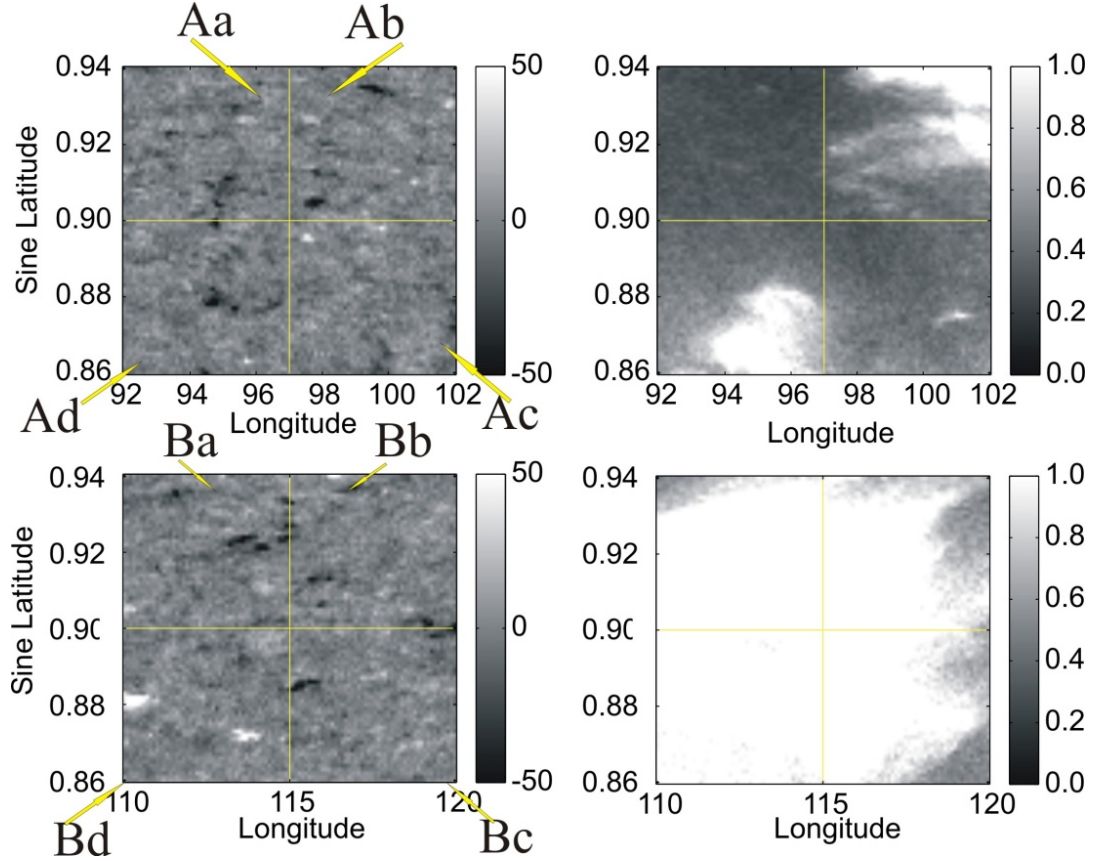 Aa Ab
0.94 50 0.94 1.0
0.92 0.92 0.8
Sine Latitude 0.90 0 0.90 0.6
0.88 0.88 0.4
0.2
0.86 -50 0.86 0.0
92 94 96 98 100 102 92 94 96 98 100
Ad Longitude Ac Longitude
Ba Bb
0.94 50 0.94 1.0
0.92 0.92 0.8
Sine Latitude 0.90 0 0.90 0.6
0.88 0.88 0.4
0.2
0.86 -50 0.86 0.0
110 115 120 110 115 120
Bd Longitude Bc Longitude